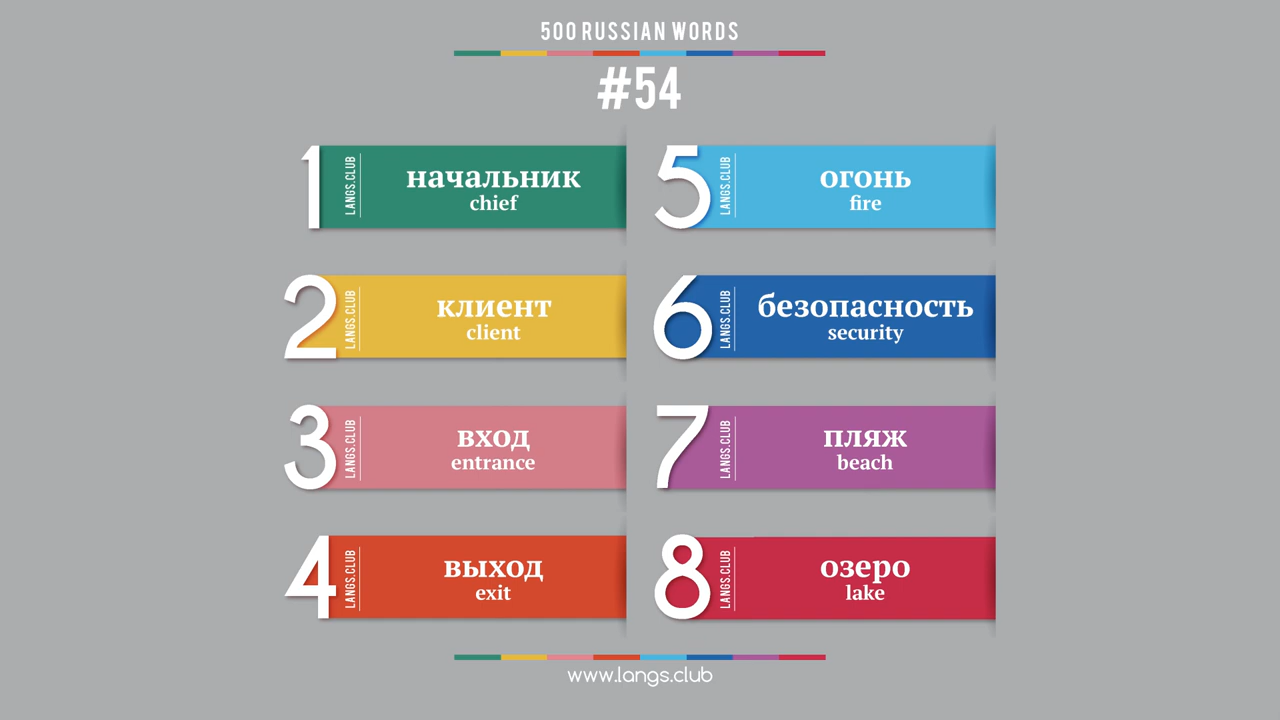 500 RUSSIAN WORDS
#54
1
LANGS.CLUB
начальник
chief
2
LANGS.CLUB
клиент
client
3
LANGS.CLUB
вход
entrance
4
LANGS.CLUB
выход
exit
5
LANGS.CLUB
огонь
fire
6
LANGS.CLUB
безопасность
security
7
LANGS.CLUB
пляж
beach
8
LANGS.CLUB
озеро
lake
www.langs.club